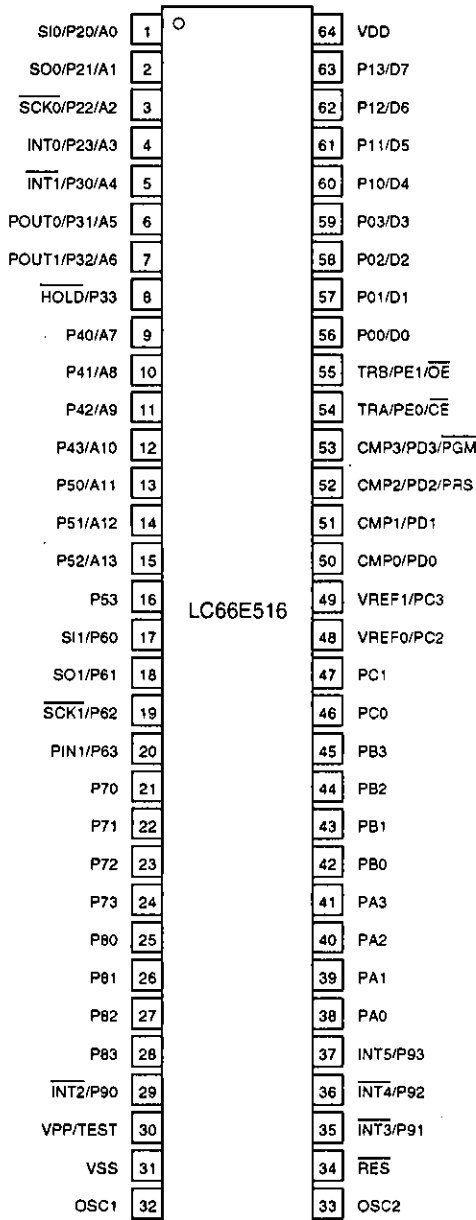 SI0/P20/A0 1 64 VDD
SO0/P21/A1 2 63 P13/D7
SCK0/P22/A2 3 62 P12/D6
INT0/P23/A3 4 61 P11/D5
INT1/P30/A4 5 60 P10/D4
POUT0/P31/A5 6 59 P03/D3
POUT1/P32/A6 7 58 P02/D2
HOLD/P33 8 57 P01/D1
P40/A7 9 56 P00/D0
P41/A8 10 55 TRB/PE1/OE
P42/A9 11 54 TRA/PE0/CE
P43/A10 12 53 CMP3/PD3/PGM
P50/A11 13 52 CMP2/PD2/PRS
P51/A12 14 51 CMP1/PD1
P52/A13 15 50 CMP0/PD0
P53 16 49 VREF1/PC3
LC66E516
SI1/P60 17 48 VREF0/PC2
SO1/P61 18 47 PC1
SCK1/P62 19 46 PC0
PIN1/P63 20 45 PB3
P70 21 44 PB2
P71 22 43 PB1
P72 23 42 PB0
P73 24 41 PA3
P80 25 40 PA2
P81 26 39 PA1
P82 27 38 PA0
P83 28 37 INT5/P93
INT2/P90 29 36 INT4/P92
VPP/TEST 30 35 INT3/P91
VSS 31 34 RES
OSC1 32 33 OSC2